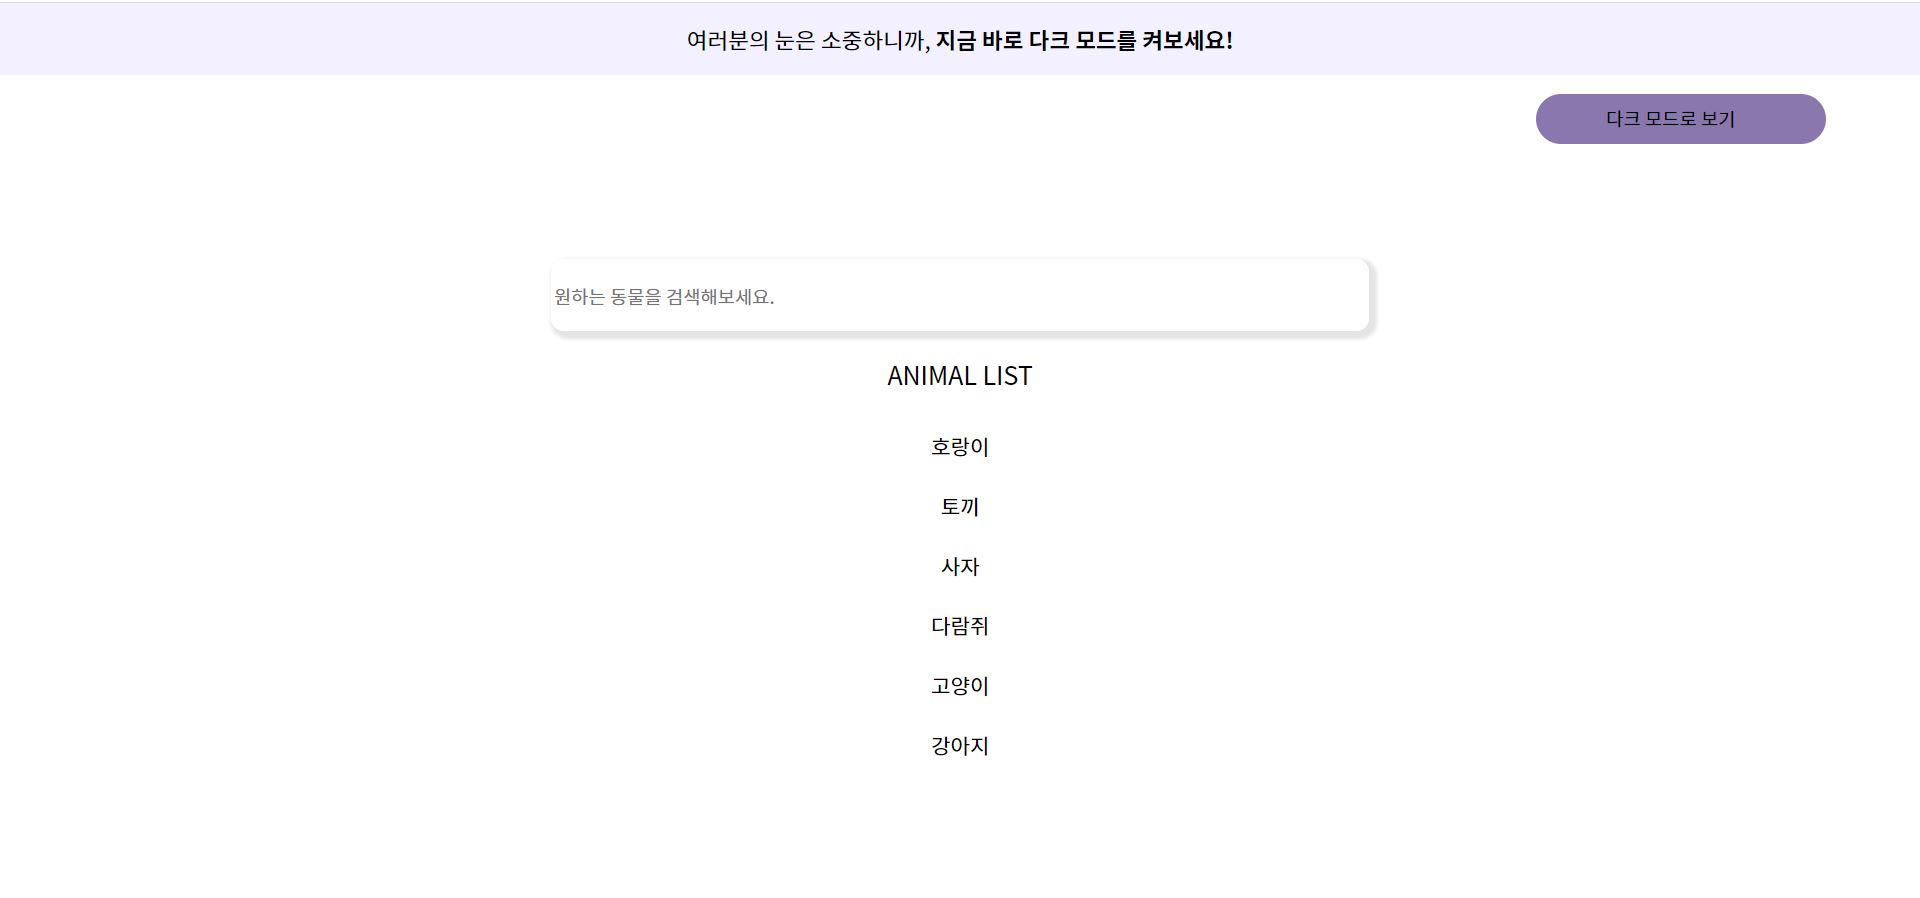 여러분의 눈은 소중하니까, 지금 바로 다크 모드를 켜보세요!
다크 모드로 보기
원하는 동물을 검색해보세요.
ANIMAL LIST
호랑이
토끼
사자
다람쥐
고양이
강아지